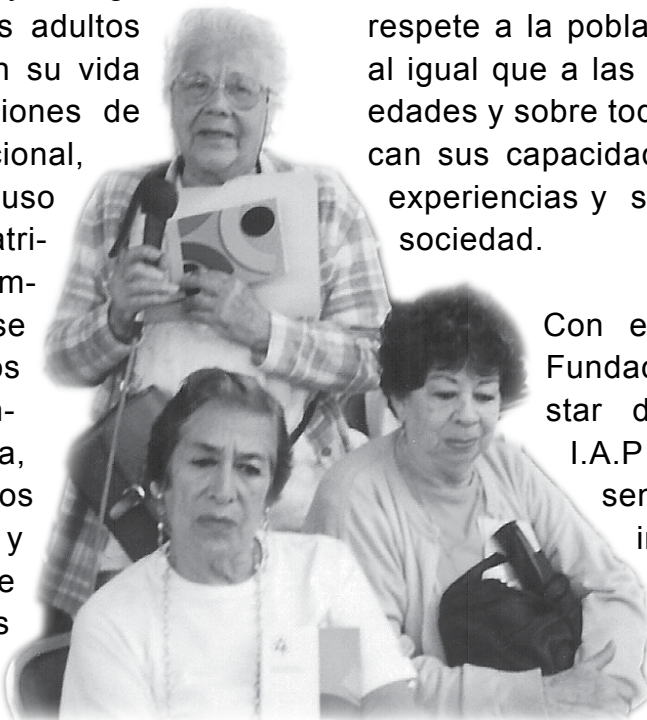 s adultos
n su vida
iones de
cional,
uso
atri-
m-
se
os
n-
a,
os
y
e
s
respete a la pobla
al igual que a las
edades y sobre tod
can sus capacidad
experiencias y s
sociedad.
Con e
Fundac
star d
I.A.P
ser
in